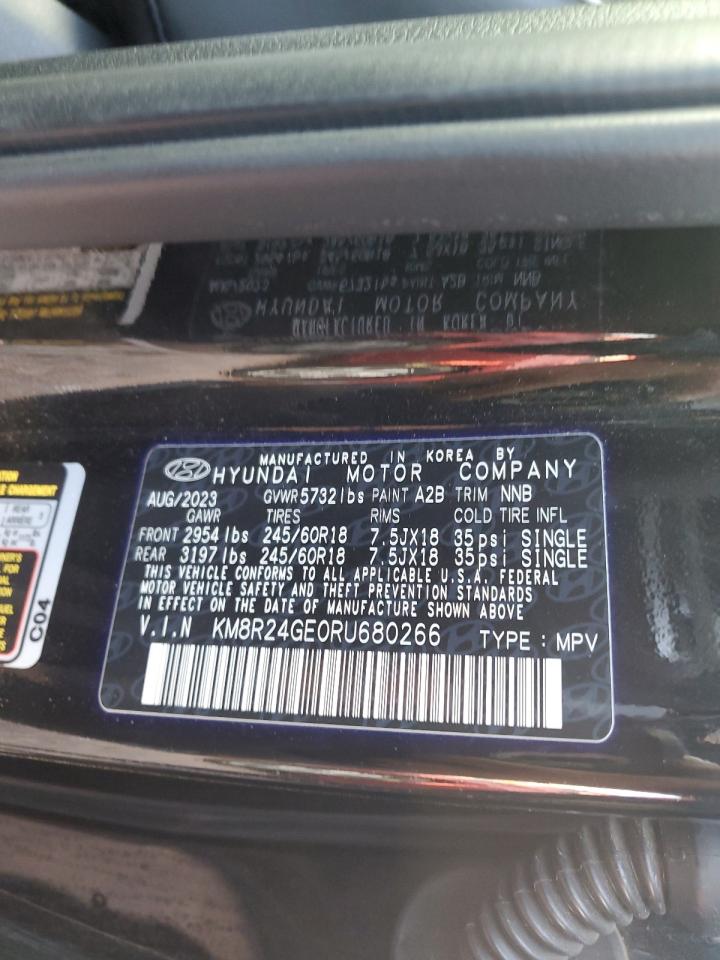 MANUFACTURED IN KOREA BY
HYUNDAI MOTOR COMPANY
AUG/2023 GVWR 5732 lbs PAINT A2B TRIM NNB
GAWR TIRES RIMS COLD TIRE INFL
FRONT 2954 lbs 245/60R18 7.5JX18 35psi SINGLE
REAR 3197 lbs 245/60R18 7.5JX18 35psi SINGLE
THIS VEHICLE CONFORMS TO ALL APPLICABLE U.S.A. FEDERAL
MOTOR VEHICLE SAFETY AND THEFT PREVENTION STANDARDS
IN EFFECT ON THE DATE OF MANUFACTURE SHOWN ABOVE
V.I.N KM8R24GE0RU680266 TYPE : MPV
C04